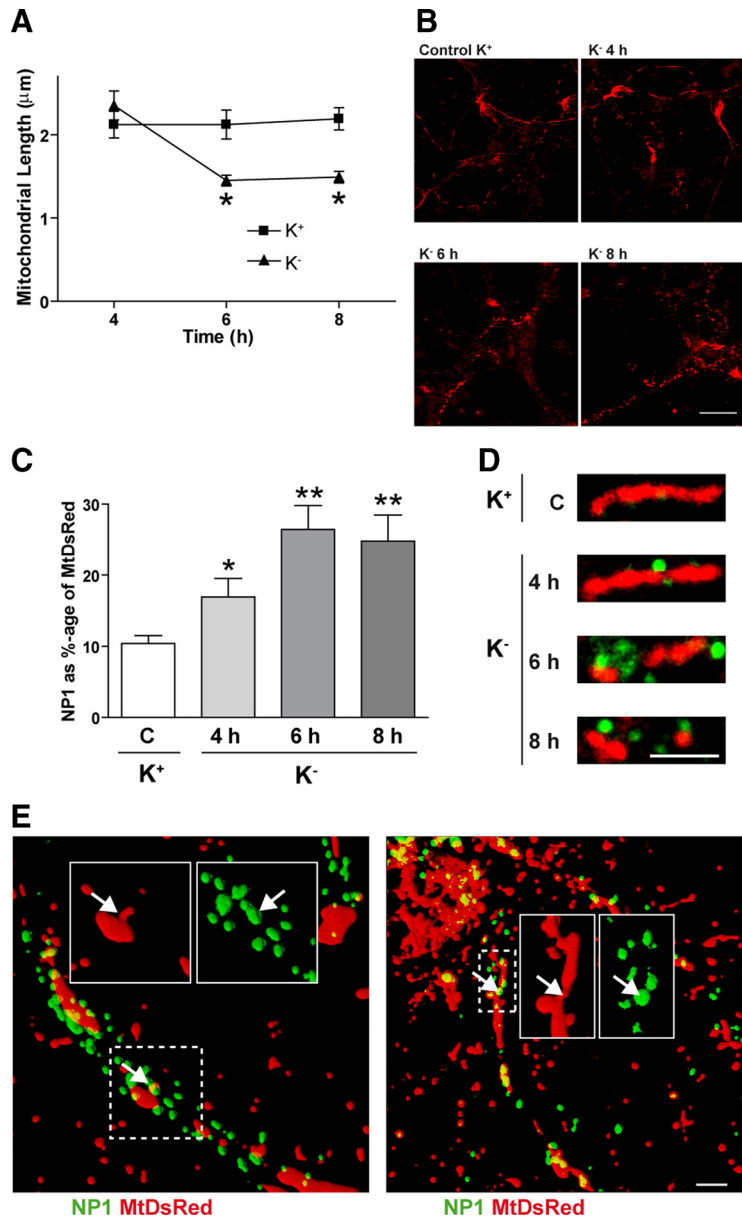 A
Mitochondrial Length (μm)
2
1
0
4
6
8
Time (h)
*
*
K⁺
K⁻
B
Control K⁺
K⁻ 4 h
K⁻ 6 h
K⁻ 8 h
C
NP1 as %-age of MtDsRed
30
20
10
0
*
**
**
C
4 h
6 h
8 h
K⁺
K⁻
D
K⁺
C
4 h
K⁻
6 h
8 h
E
NP1 MtDsRed
NP1 MtDsRed